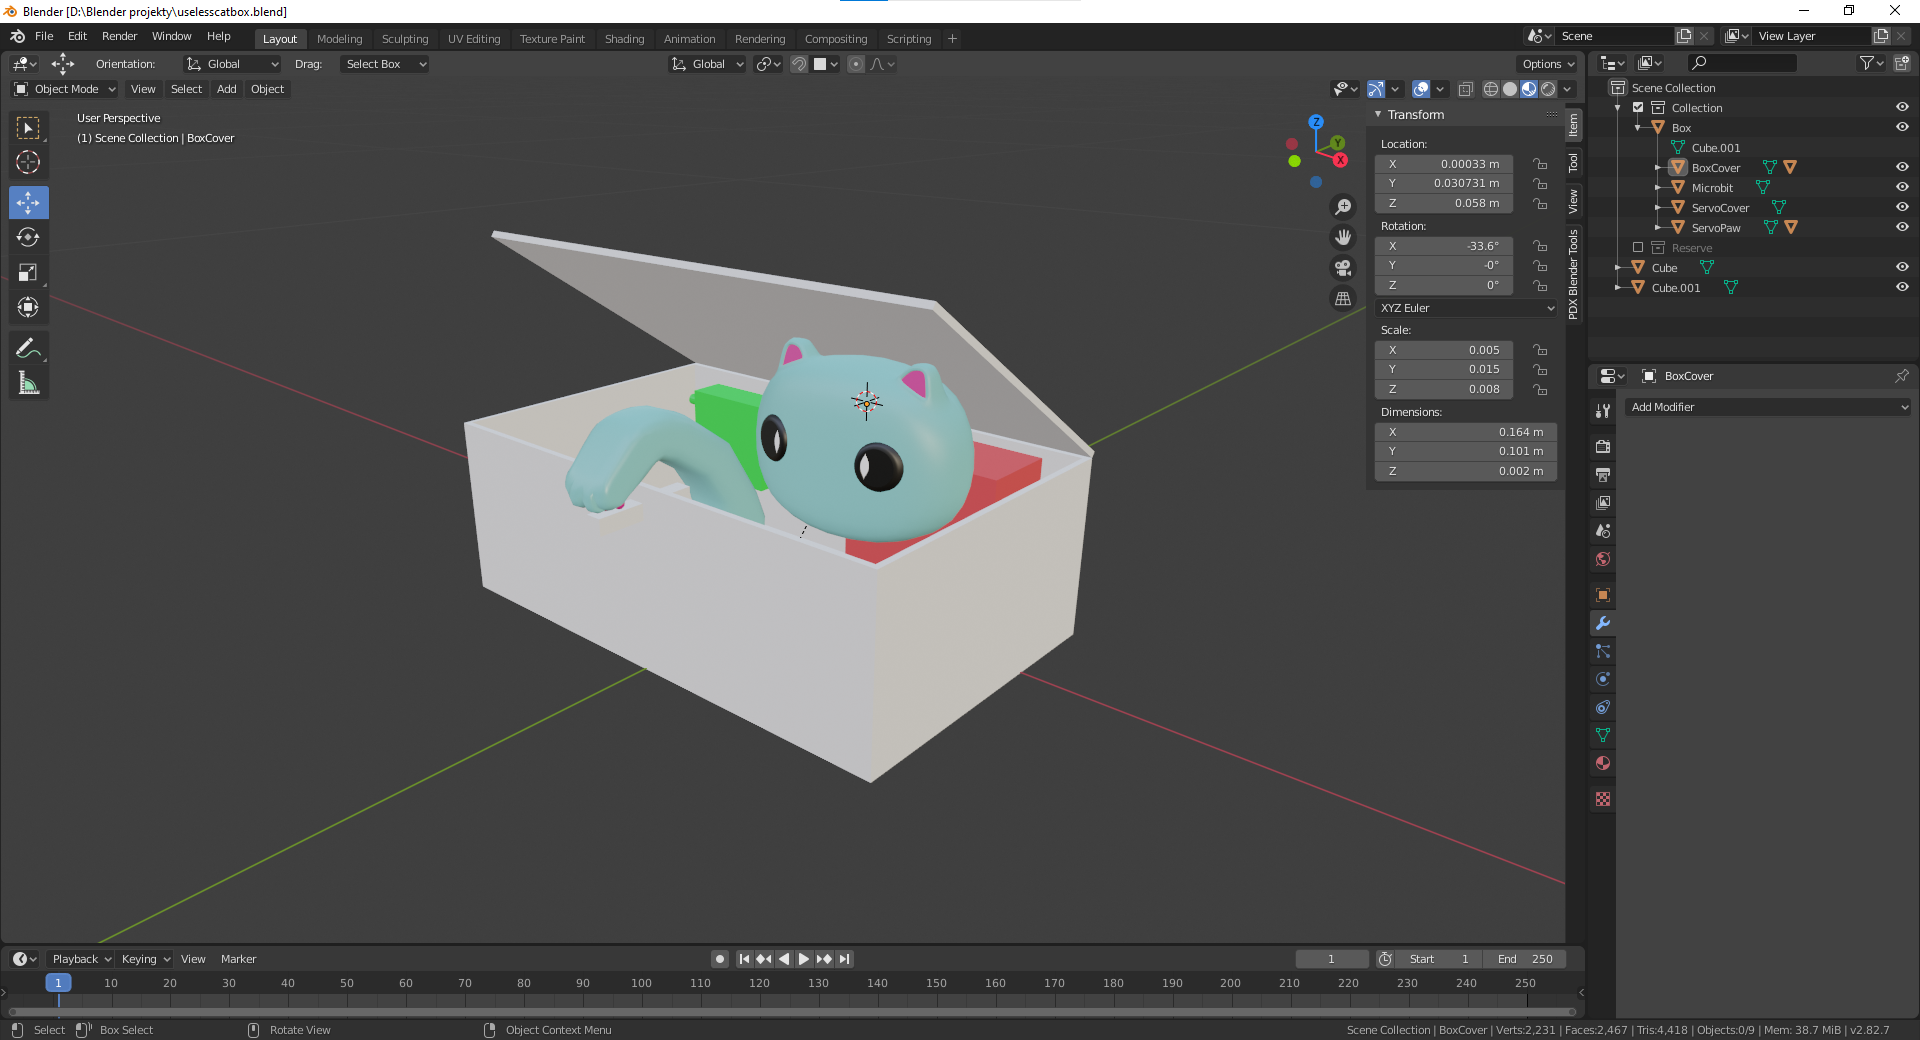 Blender [D:\Blender projekty\uselesscatbox.blend]
File Edit Render Window Help Layout Modeling Sculpting UV Editing Texture Paint Shading Animation Rendering Compositing Scripting + Scene View Layer
Orientation: Global Drag: Select Box Global Options
Object Mode View Select Add Object
User Perspective
(1) Scene Collection | BoxCover
Z
Y
X
Transform
Location:
X 0.00033 m
Y 0.030731 m
Z 0.058 m
Rotation:
X -33.6°
Y -0°
Z 0°
XYZ Euler
Scale:
X 0.005
Y 0.015
Z 0.008
Dimensions:
X 0.164 m
Y 0.101 m
Z 0.002 m
Item
Tool
View
PDX Blender Tools
Scene Collection
Collection
Box
Cube.001
BoxCover
Microbit
ServoCover
ServoPaw
Reserve
Cube
Cube.001
BoxCover
Add Modifier
Playback Keying View Marker 1 Start 1 End 250
1 10 20 30 40 50 60 70 80 90 100 110 120 130 140 150 160 170 180 190 200 210 220 230 240 250
Select Box Select Rotate View Object Context Menu Scene Collection | BoxCover | Verts:2,231 | Faces:2,467 | Tris:4,418 | Objects:0/9 | Mem: 38.7 MiB | v2.82.7